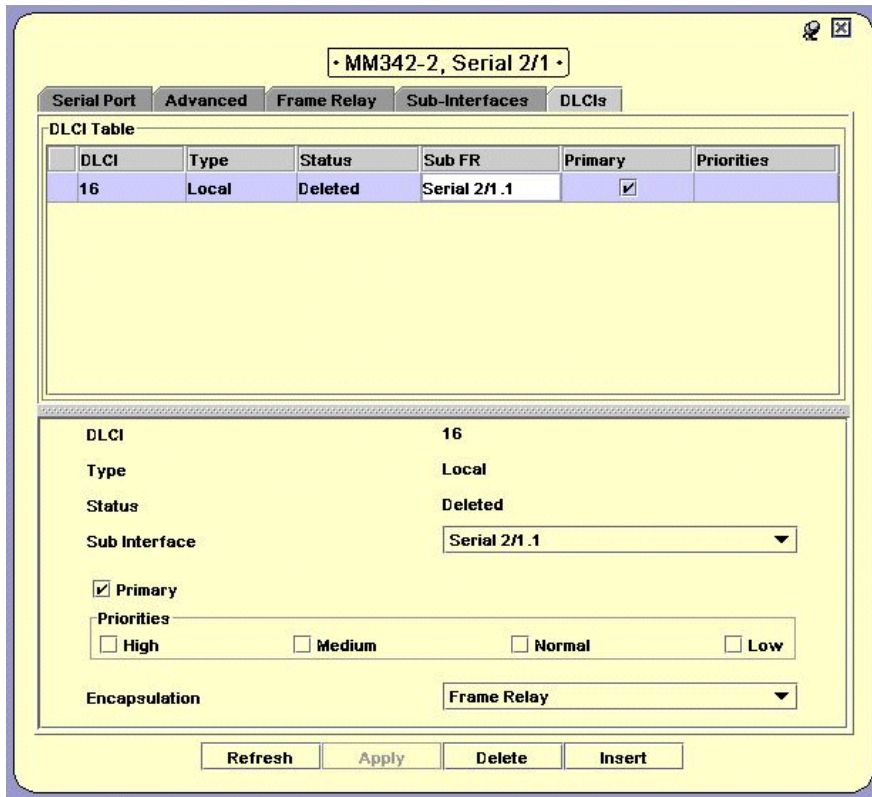 • MM342-2, Serial 2/1 •
Serial Port Advanced Frame Relay Sub-Interfaces DLCIs
DLCI Table
DLCI Type Status Sub FR Primary Priorities
16 Local Deleted Serial 2/1.1
DLCI 16
Type Local
Status Deleted
Sub Interface Serial 2/1.1
Primary
Priorities
High Medium Normal Low
Encapsulation Frame Relay
Refresh Apply Delete Insert